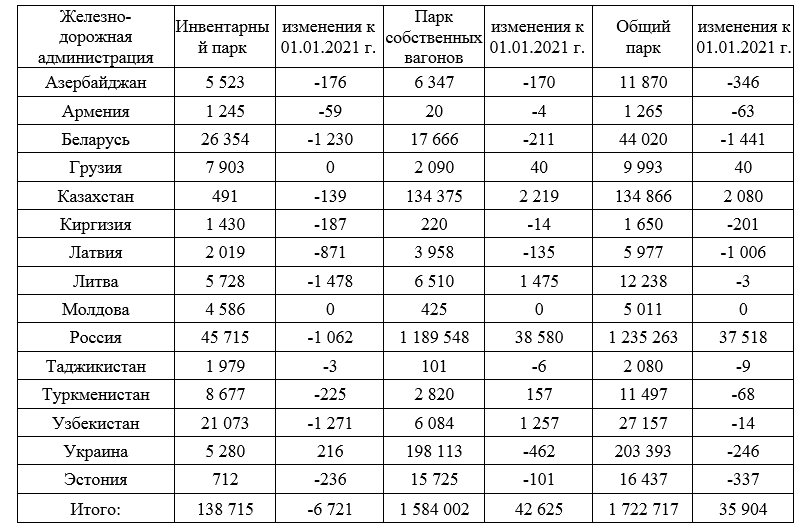 Железно-дорожная администрация | Инвентарный парк | изменения к 01.01.2021 г. | Парк собственных вагонов | изменения к 01.01.2021 г. | Общий парк | изменения к 01.01.2021 г.
Азербайджан | 5 523 | -176 | 6 347 | -170 | 11 870 | -346
Армения | 1 245 | -59 | 20 | -4 | 1 265 | -63
Беларусь | 26 354 | -1 230 | 17 666 | -211 | 44 020 | -1 441
Грузия | 7 903 | 0 | 2 090 | 40 | 9 993 | 40
Казахстан | 491 | -139 | 134 375 | 2 219 | 134 866 | 2 080
Киргизия | 1 430 | -187 | 220 | -14 | 1 650 | -201
Латвия | 2 019 | -871 | 3 958 | -135 | 5 977 | -1 006
Литва | 5 728 | -1 478 | 6 510 | 1 475 | 12 238 | -3
Молдова | 4 586 | 0 | 425 | 0 | 5 011 | 0
Россия | 45 715 | -1 062 | 1 189 548 | 38 580 | 1 235 263 | 37 518
Таджикистан | 1 979 | -3 | 101 | -6 | 2 080 | -9
Туркменистан | 8 677 | -225 | 2 820 | 157 | 11 497 | -68
Узбекистан | 21 073 | -1 271 | 6 084 | 1 257 | 27 157 | -14
Украина | 5 280 | 216 | 198 113 | -462 | 203 393 | -246
Эстония | 712 | -236 | 15 725 | -101 | 16 437 | -337
Итого: | 138 715 | -6 721 | 1 584 002 | 42 625 | 1 722 717 | 35 904